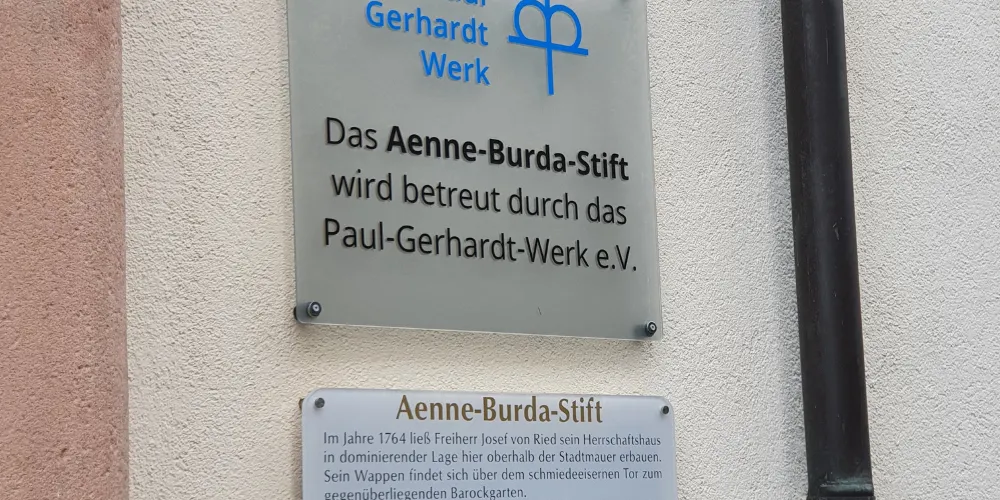 Gerhardt
Werk
Das Aenne-Burda-Stift
wird betreut durch das
Paul-Gerhardt-Werk e.V.
Aenne-Burda-Stift
Im Jahre 1764 ließ Freiherr Josef von Ried sein Herrschaftshaus
in dominierender Lage hier oberhalb der Stadtmauer erbauen.
Sein Wappen findet sich über dem schmiedeeisernen Tor zum
gegenüberliegenden Barockgarten.